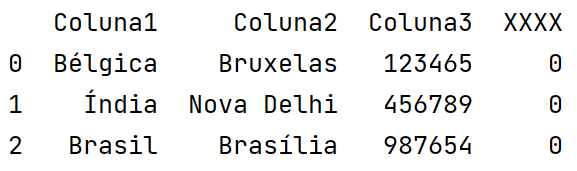 Coluna1 Coluna2 Coluna3 XXXX
0 Bélgica Bruxelas 123465 0
1 Índia Nova Delhi 456789 0
2 Brasil Brasília 987654 0